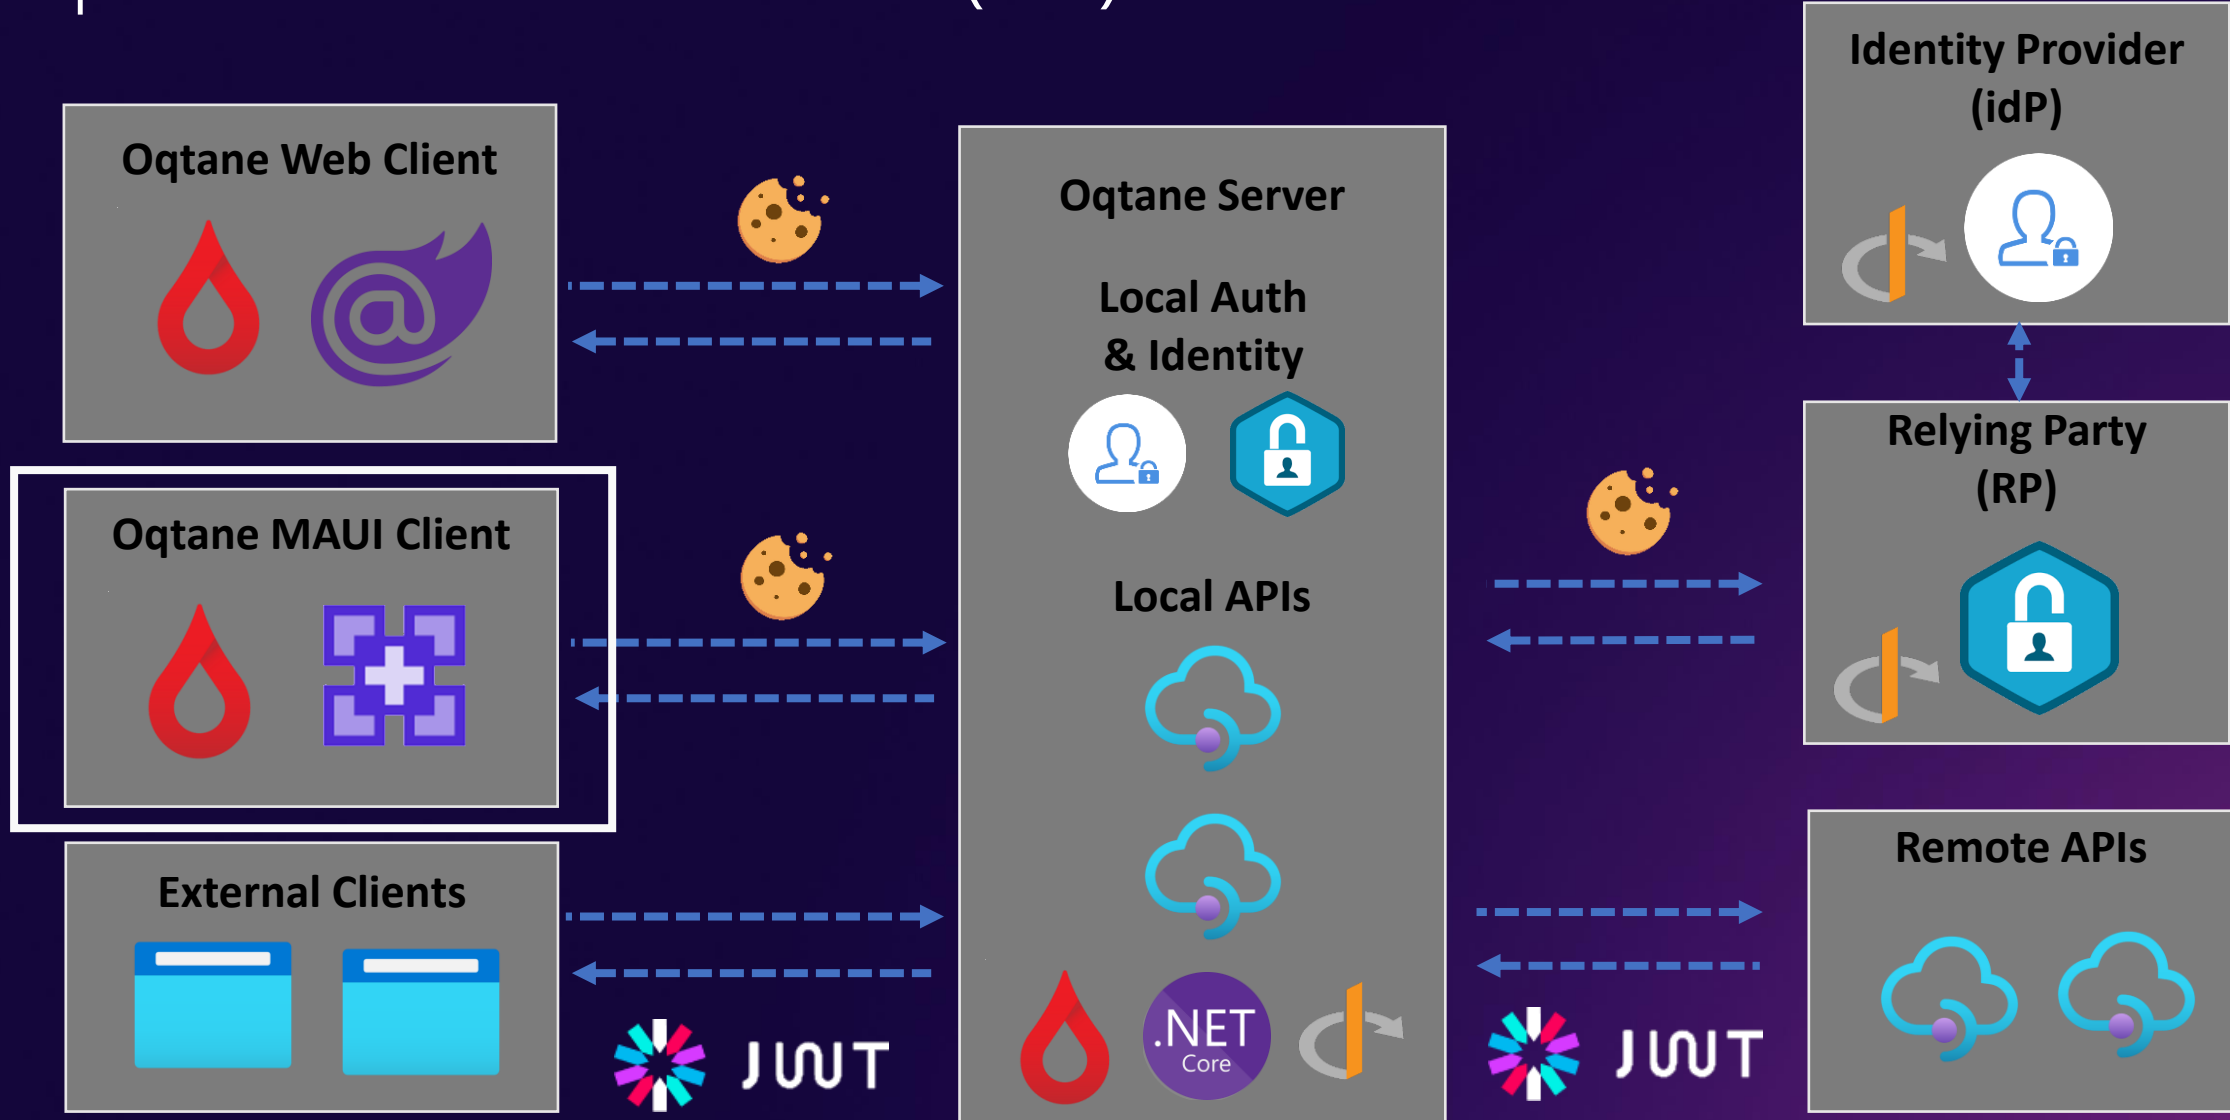 Oqtane Web Client
Oqtane MAUI Client
External Clients
JWT
Oqtane Server
Local Auth
& Identity
Local APIs
.NET
Core
JWT
Identity Provider
(idP)
Relying Party
(RP)
Remote APIs